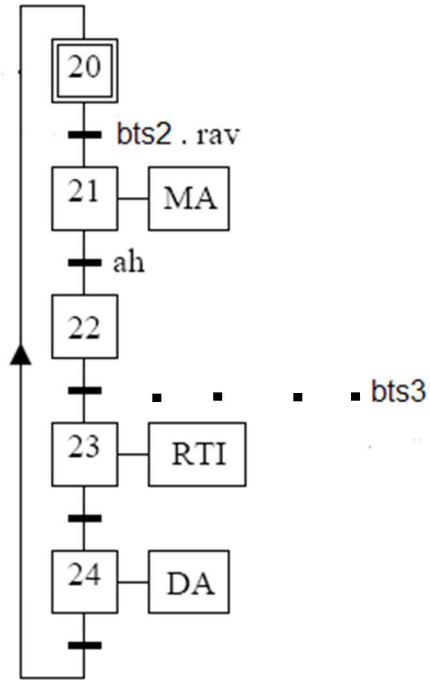 20
bts2 . rav
21 MA
ah
22
. . . . bts3
23 RTI
24 DA